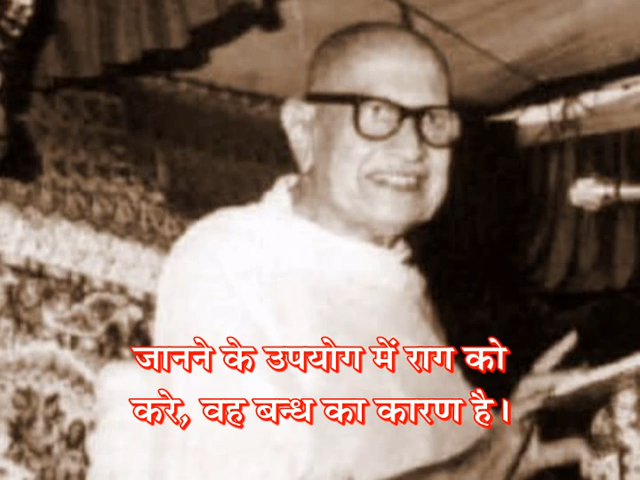 जानने के उपयोग में राग को
करे, वह बन्ध का कारण है।